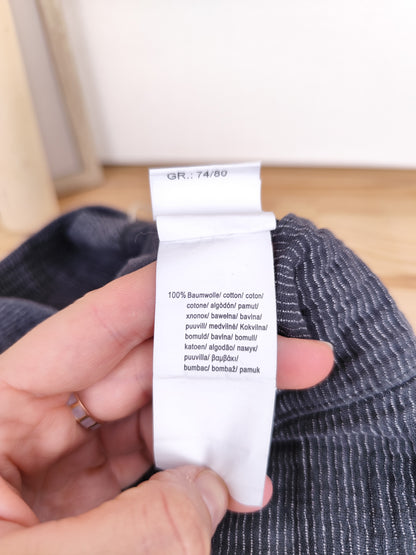 GR.: 74/80
100% Baumwolle/ cotton/ coton/
cotone/ algodón/ pamut/
хлопок/ bawełna/ bavlna/
puuvill/ medvilnė/ Kokvilna/
bomuld/ bavlna/ bomull/
katoen/ algodão/ памук/
puuvilla/ βαμβάκι/
bumbac/ bombaž/ pamuk